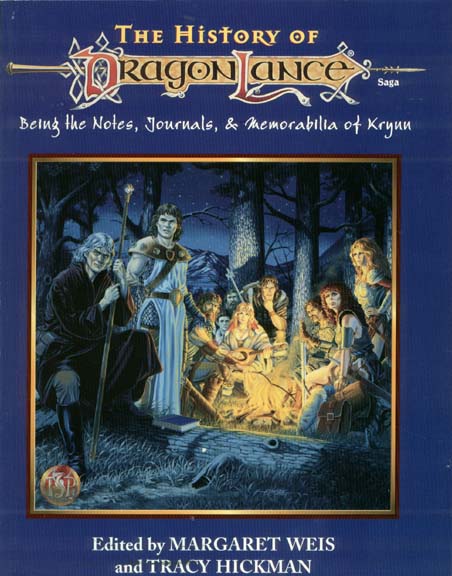 THE HISTORY OF
DRAGONLANCE®
Saga
Being the Notes, Journals, & Memorabilia of Krynn
TSR
Edited by MARGARET WEIS
and TRACY HICKMAN